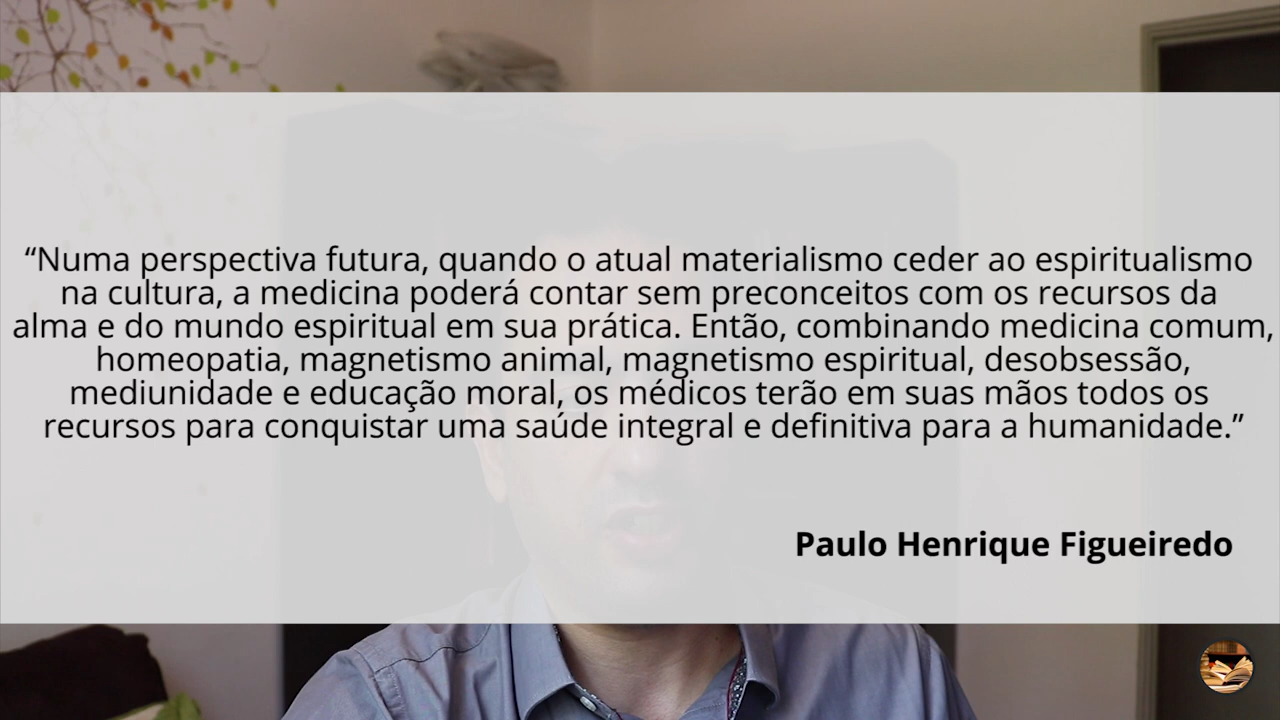 “Numa perspectiva futura, quando o atual materialismo ceder ao espiritualismo
na cultura, a medicina poderá contar sem preconceitos com os recursos da
alma e do mundo espiritual em sua prática. Então, combinando medicina comum,
homeopatia, magnetismo animal, magnetismo espiritual, desobsessão,
mediunidade e educação moral, os médicos terão em suas mãos todos os
recursos para conquistar uma saúde integral e definitiva para a humanidade.”
Paulo Henrique Figueiredo